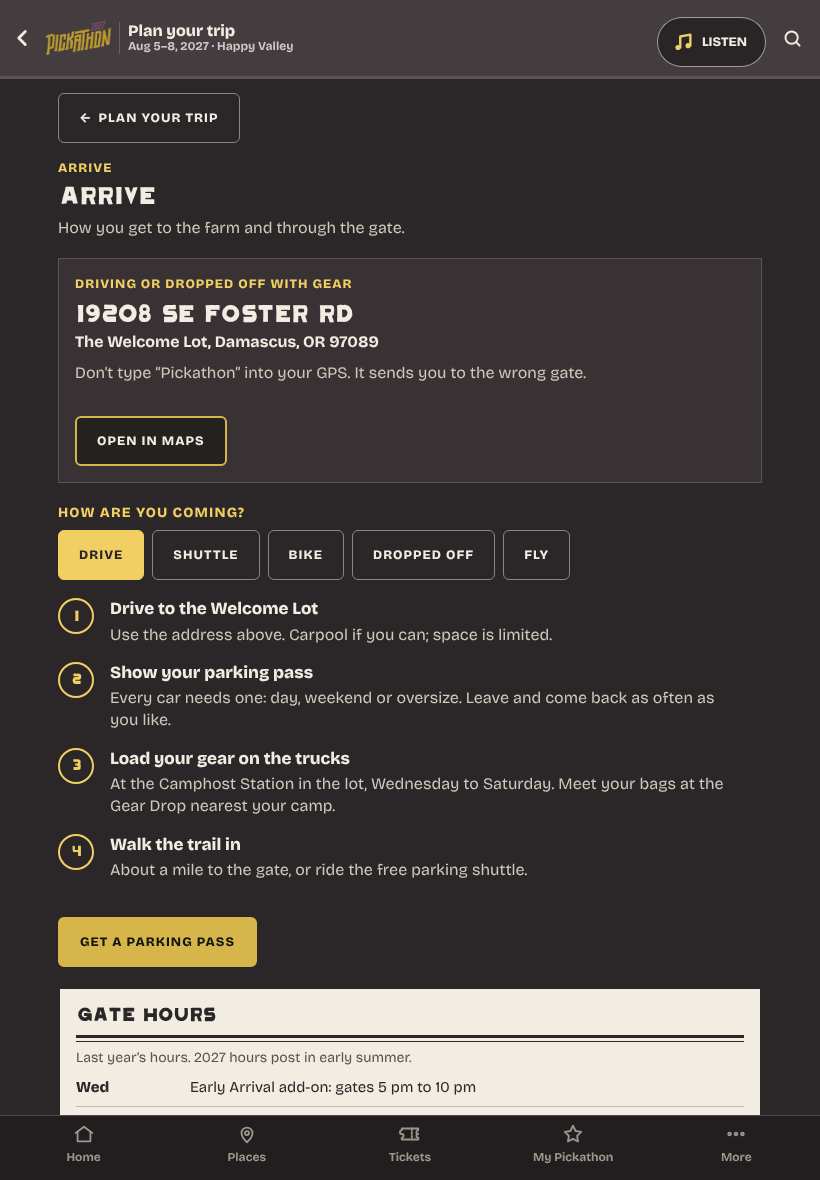 PICKATHON
Plan your trip
Aug 5–8, 2027 · Happy Valley
LISTEN
← PLAN YOUR TRIP
ARRIVE
ARRIVE
How you get to the farm and through the gate.
DRIVING OR DROPPED OFF WITH GEAR
19208 SE FOSTER RD
The Welcome Lot, Damascus, OR 97089
Don't type “Pickathon” into your GPS. It sends you to the wrong gate.
OPEN IN MAPS
HOW ARE YOU COMING?
DRIVE SHUTTLE BIKE DROPPED OFF FLY
1 Drive to the Welcome Lot
Use the address above. Carpool if you can; space is limited.
2 Show your parking pass
Every car needs one: day, weekend or oversize. Leave and come back as often as
you like.
3 Load your gear on the trucks
At the Camphost Station in the lot, Wednesday to Saturday. Meet your bags at the
Gear Drop nearest your camp.
4 Walk the trail in
About a mile to the gate, or ride the free parking shuttle.
GET A PARKING PASS
GATE HOURS
Last year's hours. 2027 hours post in early summer.
Wed Early Arrival add-on: gates 5 pm to 10 pm
Home Places Tickets My Pickathon More